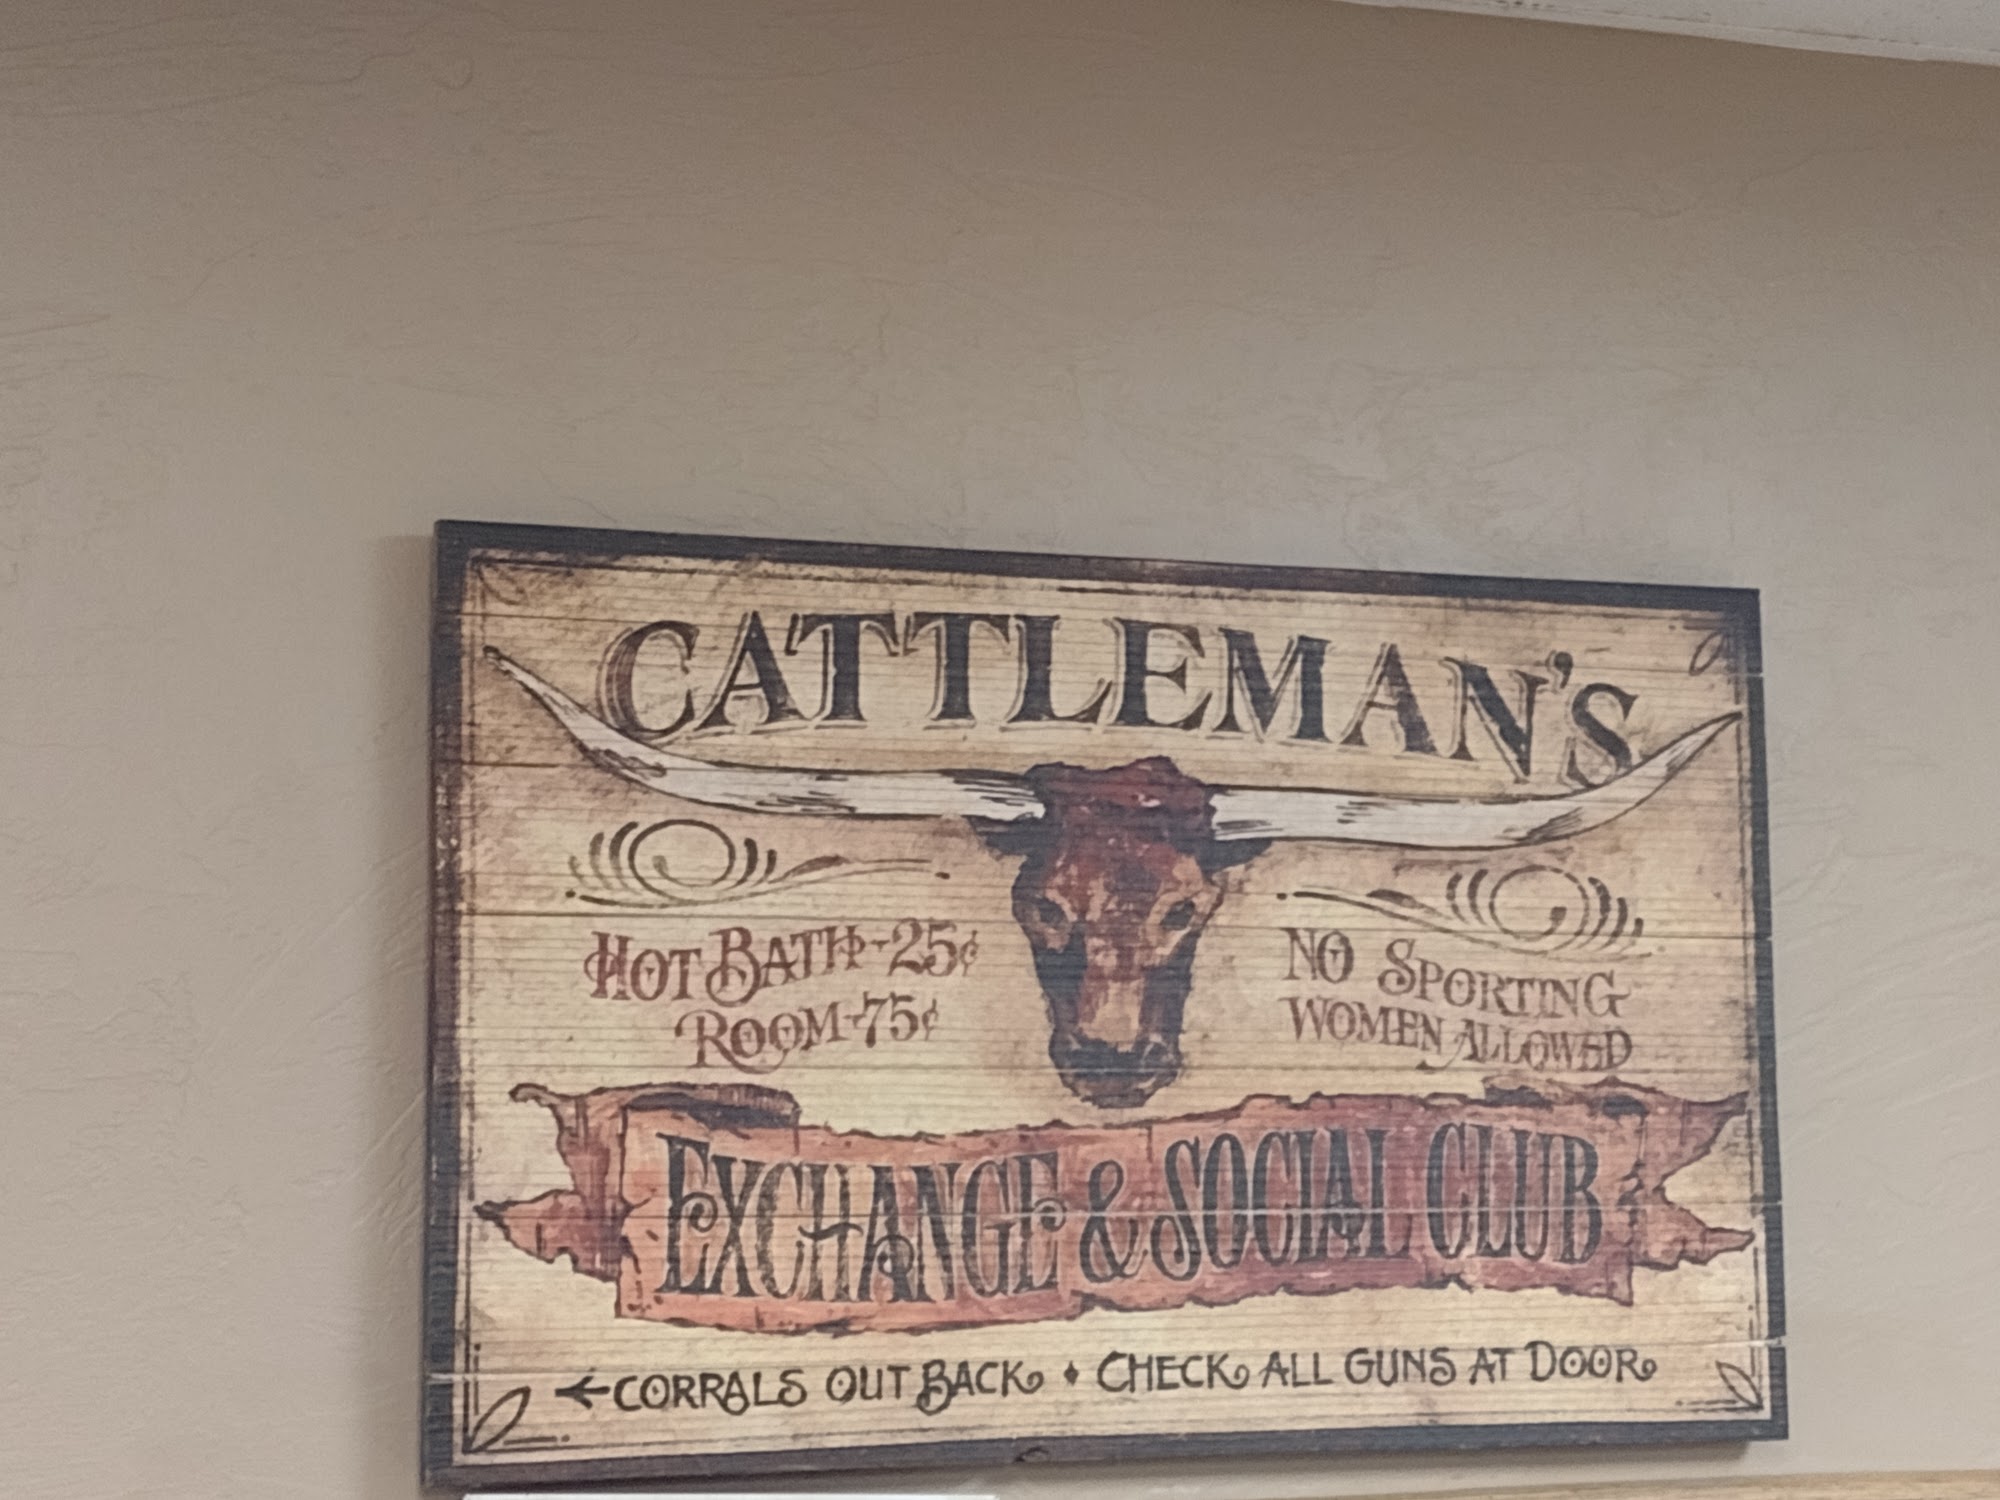 CATTLEMAN'S
HOT BATH-25¢
ROOM-75¢
NO SPORTING
WOMEN ALLOWED
EXCHANGE & SOCIAL CLUB
←CORRALS OUT BACK • CHECK ALL GUNS AT DOOR